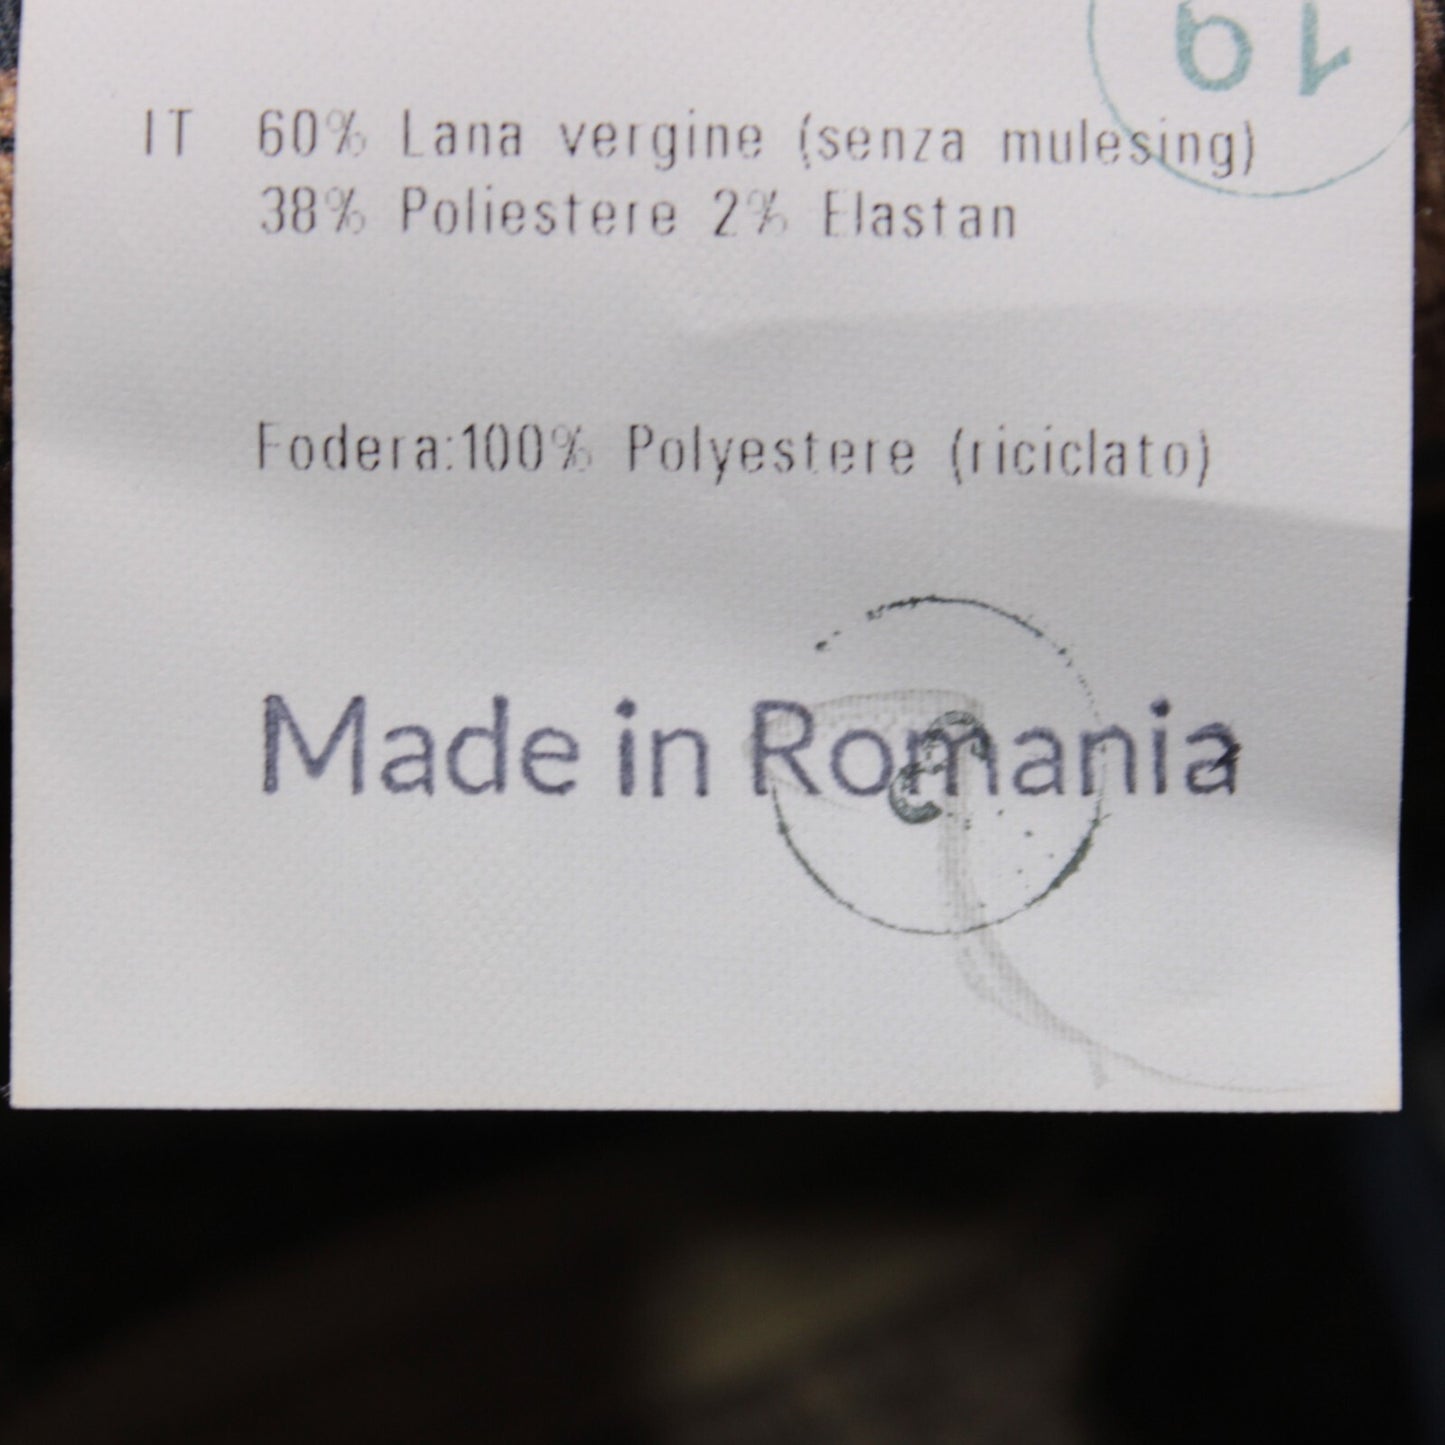 19
IT 60% Lana vergine (senza mulesing)
38% Poliestere 2% Elastan
Fodera:100% Polyestere (riciclato)
Made in Romania